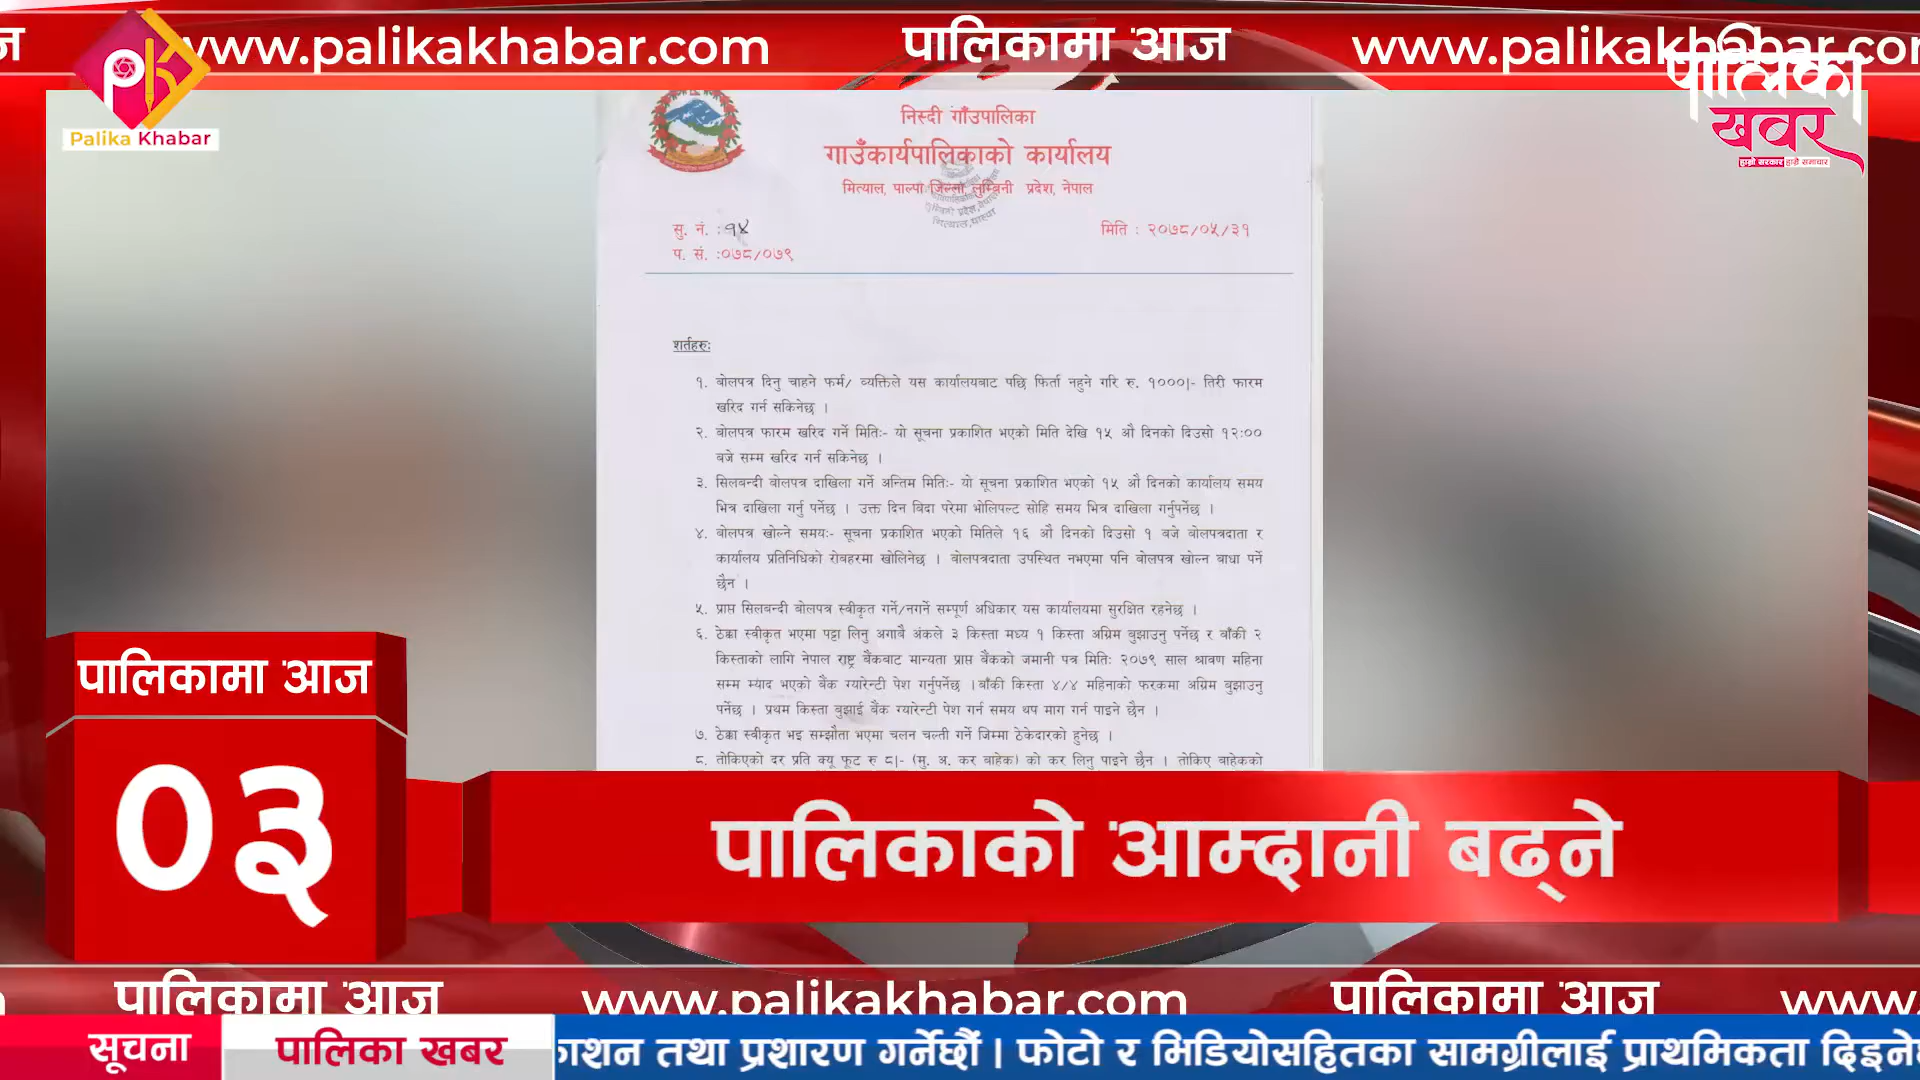 www.palikakhabar.com पालिकामा आज www.palikakhabar.com
PK
Palika Khabar
पालिका
खबर
हाम्रो सरकार हाम्रै समाचार
निस्दी गाँउपालिका
गाउँकार्यपालिकाको कार्यालय
मित्याल, पाल्पा जिल्ला, लुम्बिनी प्रदेश, नेपाल
सु. नं. :१४
मिति : २०७८/०५/३१
प. सं. :०७८/०७९
शर्तहरुः
१. बोलपत्र दिनु चाहने फर्म/ व्यक्तिले यस कार्यालयबाट पछि फिर्ता नहुने गरि रु. १०००|- तिरी फारम
खरिद गर्न सकिनेछ ।
२. बोलपत्र फारम खरिद गर्ने मितिः- यो सूचना प्रकाशित भएको मिति देखि १५ औ दिनको दिउसो १२:००
बजे सम्म खरिद गर्न सकिनेछ ।
३. सिलबन्दी बोलपत्र दाखिला गर्ने अन्तिम मितिः- यो सूचना प्रकाशित भएको १५ औ दिनको कार्यालय समय
भित्र दाखिला गर्नु पर्नेछ । उक्त दिन बिदा परेमा भोलिपल्ट सोहि समय भित्र दाखिला गर्नुपर्नेछ ।
४. बोलपत्र खोल्ने समयः- सूचना प्रकाशित भएको मितिले १६ औ दिनको दिउसो १ बजे बोलपत्रदाता र
कार्यालय प्रतिनिधिको रोबहरमा खोलिनेछ । बोलपत्रदाता उपस्थित नभएमा पनि बोलपत्र खोल्न बाधा पर्ने
छैन ।
५. प्राप्त सिलबन्दी बोलपत्र स्वीकृत गर्ने/नगर्ने सम्पूर्ण अधिकार यस कार्यालयमा सुरक्षित रहनेछ ।
६. ठेक्का स्वीकृत भएमा पट्टा लिनु अगाबै अंकले ३ किस्ता मध्य १ किस्ता अग्रिम बुझाउनु पर्नेछ र बाँकी २
किस्ताको लागि नेपाल राष्ट्र बैंकबाट मान्यता प्राप्त बैंकको जमानी पत्र मितिः २०७९ साल श्रावण महिना
सम्म म्याद भएको बैंक ग्यारेन्टी पेश गर्नुपर्नेछ ।बाँकी किस्ता ४/४ महिनाको फरकमा अग्रिम बुझाउनु
पर्नेछ । प्रथम किस्ता बुझाई बैंक ग्यारेन्टी पेश गर्न समय थप माग गर्न पाइने छैन ।
७. ठेक्का स्वीकृत भइ सम्झौता भएमा चलन चल्ती गर्ने जिम्मा ठेकेदारको हुनेछ ।
८. तोकिएको दर प्रति क्यू फूट रु ८|- (मु. अ. कर बाहेक) को कर लिनु पाइने छैन । तोकिए बाहेकको
पालिकामा आज
०३
पालिकाको आम्दानी बढ्ने
पालिकामा आज www.palikakhabar.com पालिकामा आज www.
सूचना पालिका खबर काशन तथा प्रशारण गर्नेछौं | फोटो र भिडियोसहितका सामग्रीलाई प्राथमिकता दिइने